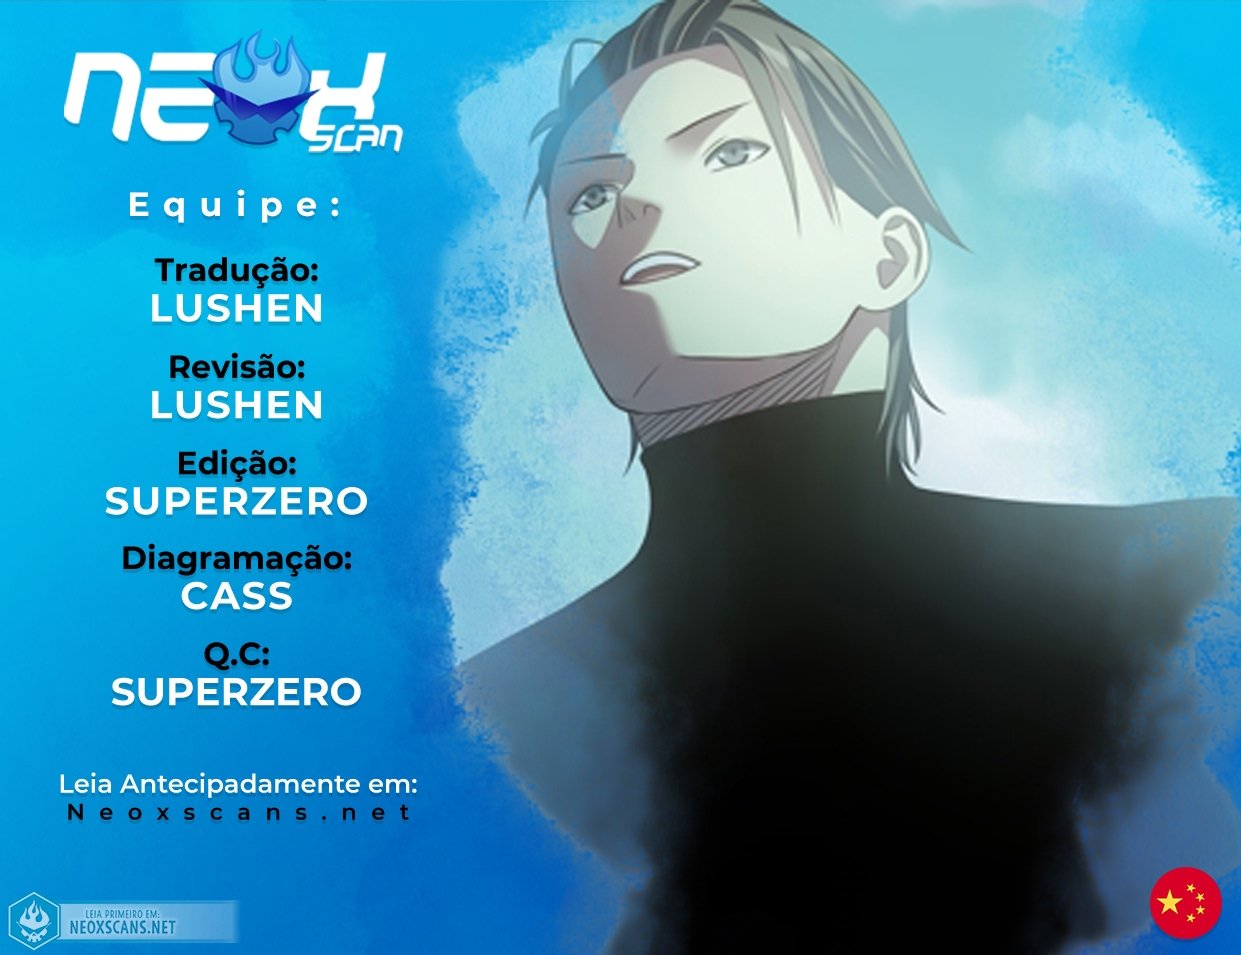 NEOX
SCAN
Equipe:
Tradução:
LUSHEN
Revisão:
LUSHEN
Edição:
SUPERZERO
Diagramação:
CASS
Q.C:
SUPERZERO
Leia Antecipadamente em:
Neoxscans.net
LEIA PRIMEIRO EM:
NEOXSCANS.NET